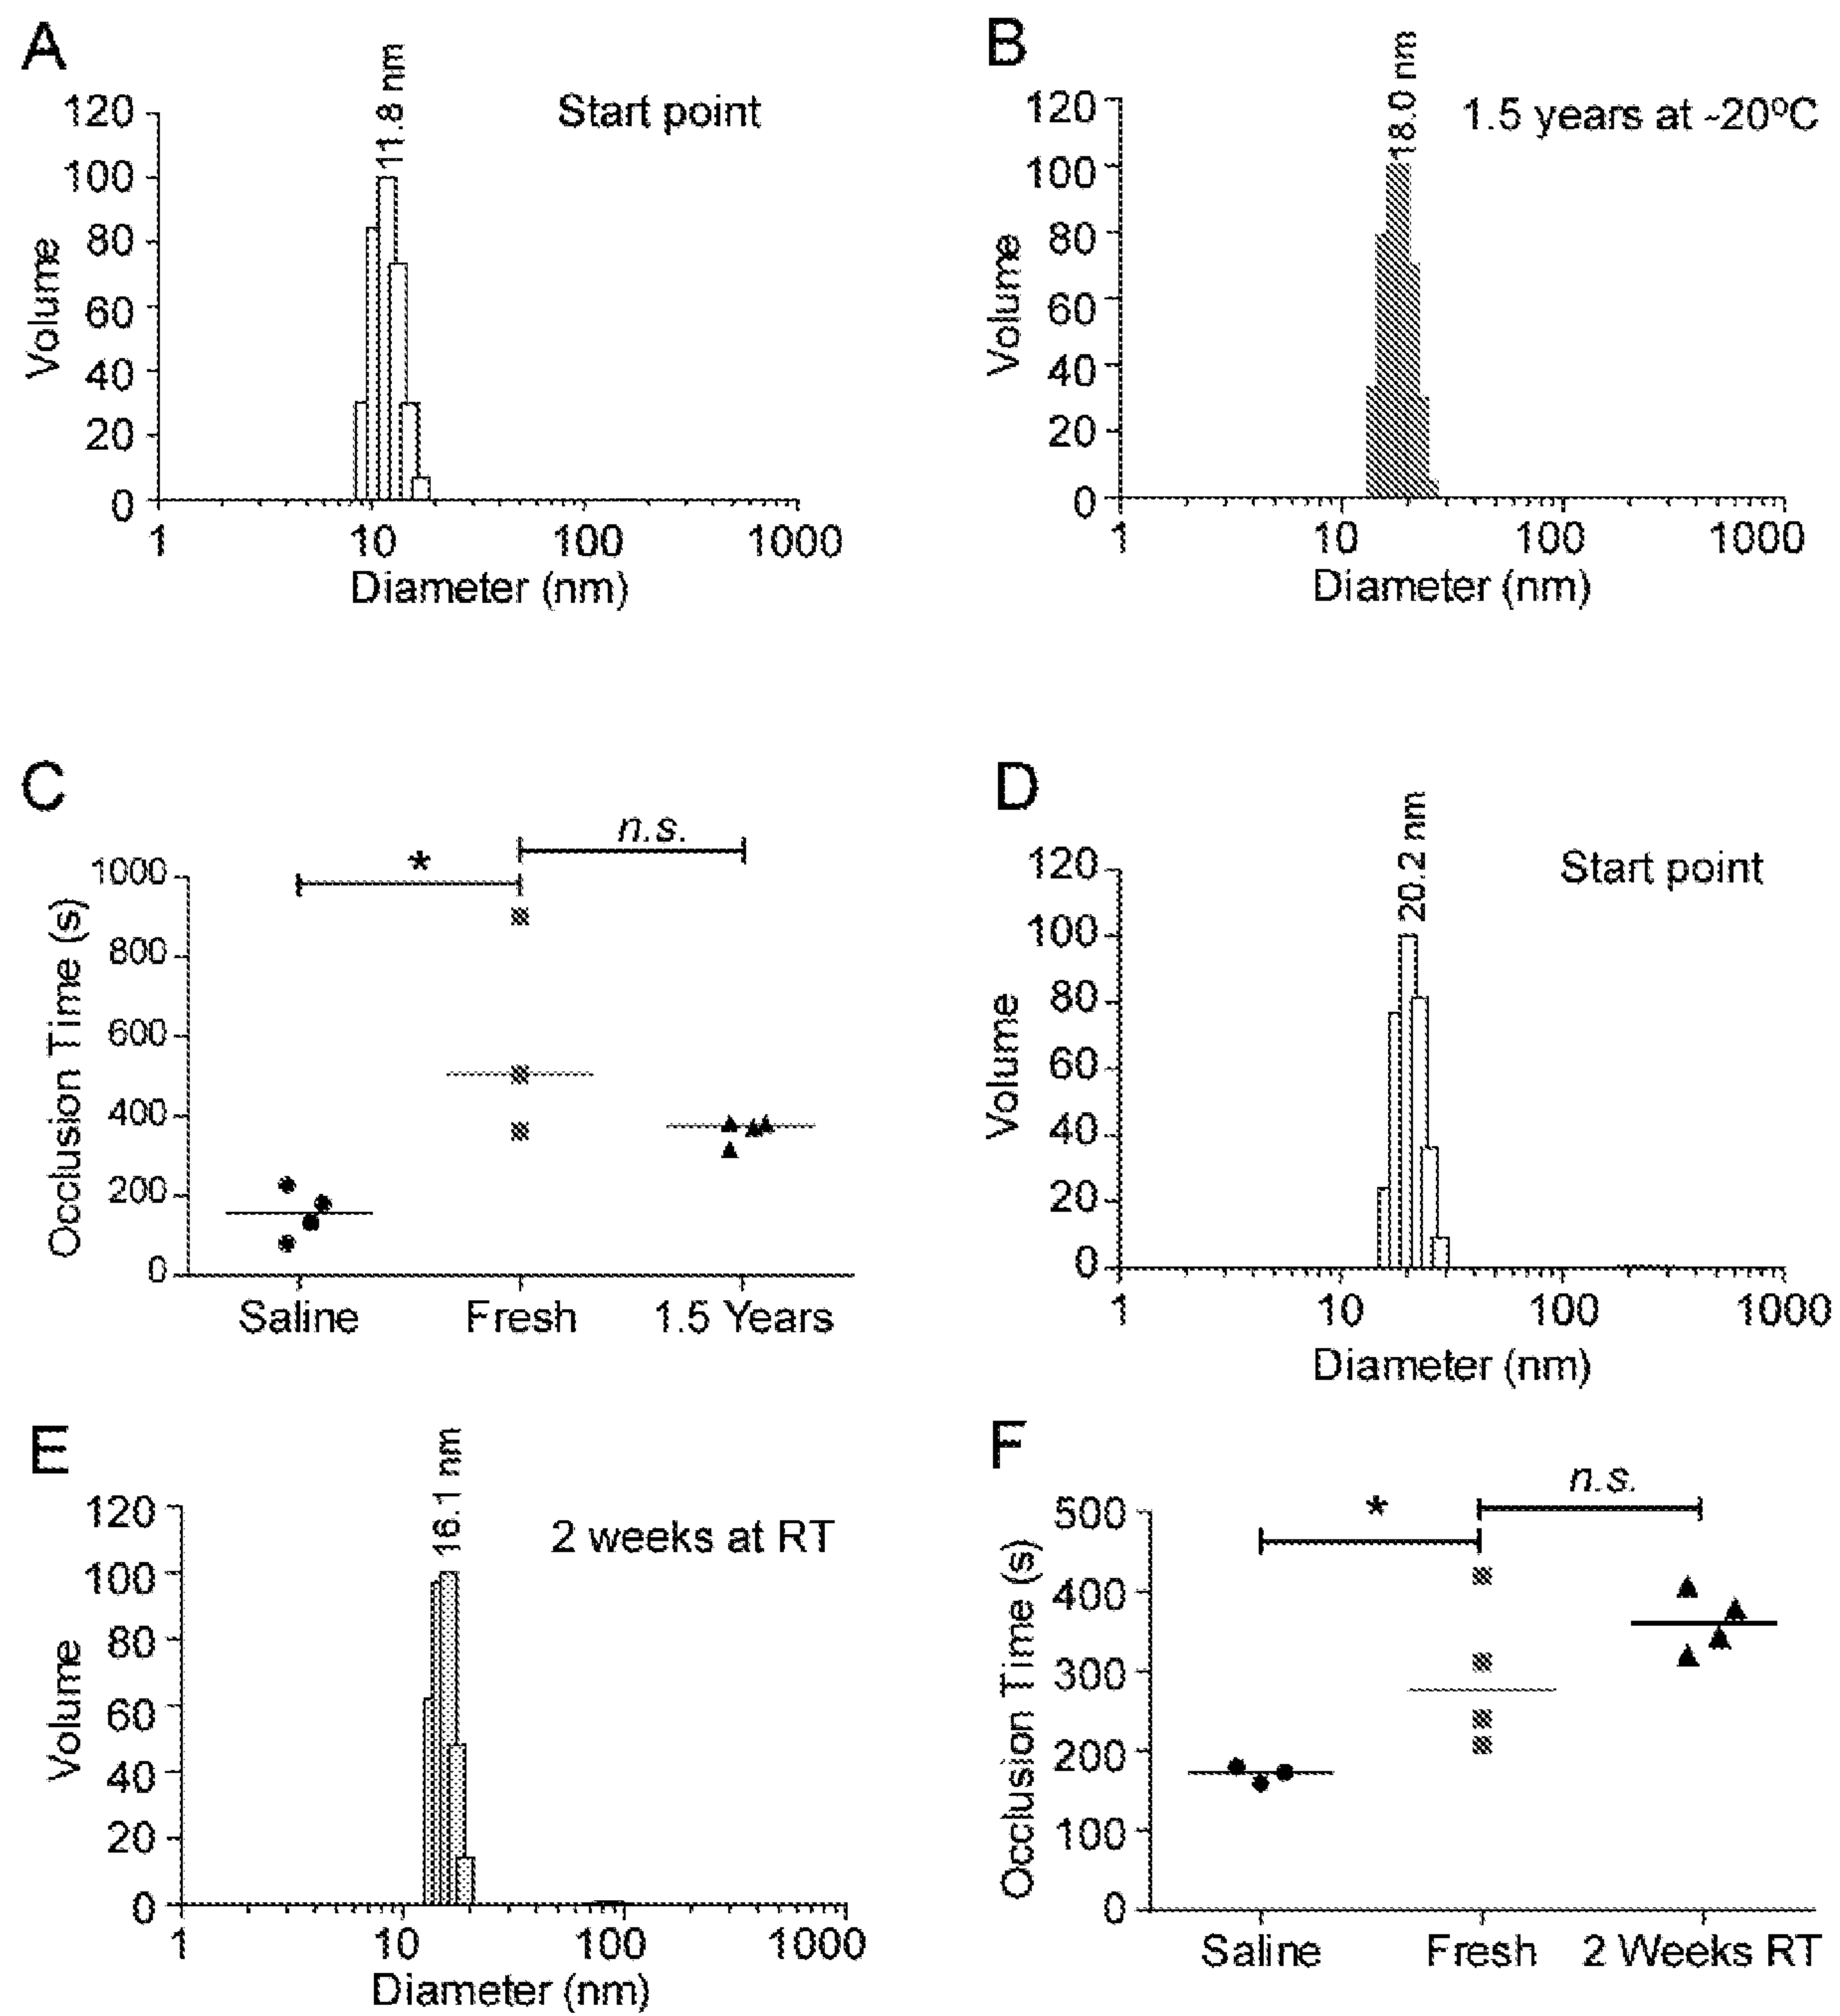 A
11.8 nm
Start point
120
100
80
60
40
20
0
Volume
1 10 100 1000
Diameter (nm)
B
18.0 nm
1.5 years at -20ºC
120
100
80
60
40
20
0
Volume
1 10 100 1000
Diameter (nm)
C
n.s.
*
1000
800
600
400
200
0
Occlusion Time (s)
Saline Fresh 1.5 Years
D
20.2 nm
Start point
120
100
80
60
40
20
0
Volume
1 10 100 1000
Diameter (nm)
E
16.1 nm
2 weeks at RT
120
100
80
60
40
20
0
Volume
1 10 100 1000
Diameter (nm)
F
n.s.
*
500
400
300
200
100
0
Occlusion Time (s)
Saline Fresh 2 Weeks RT